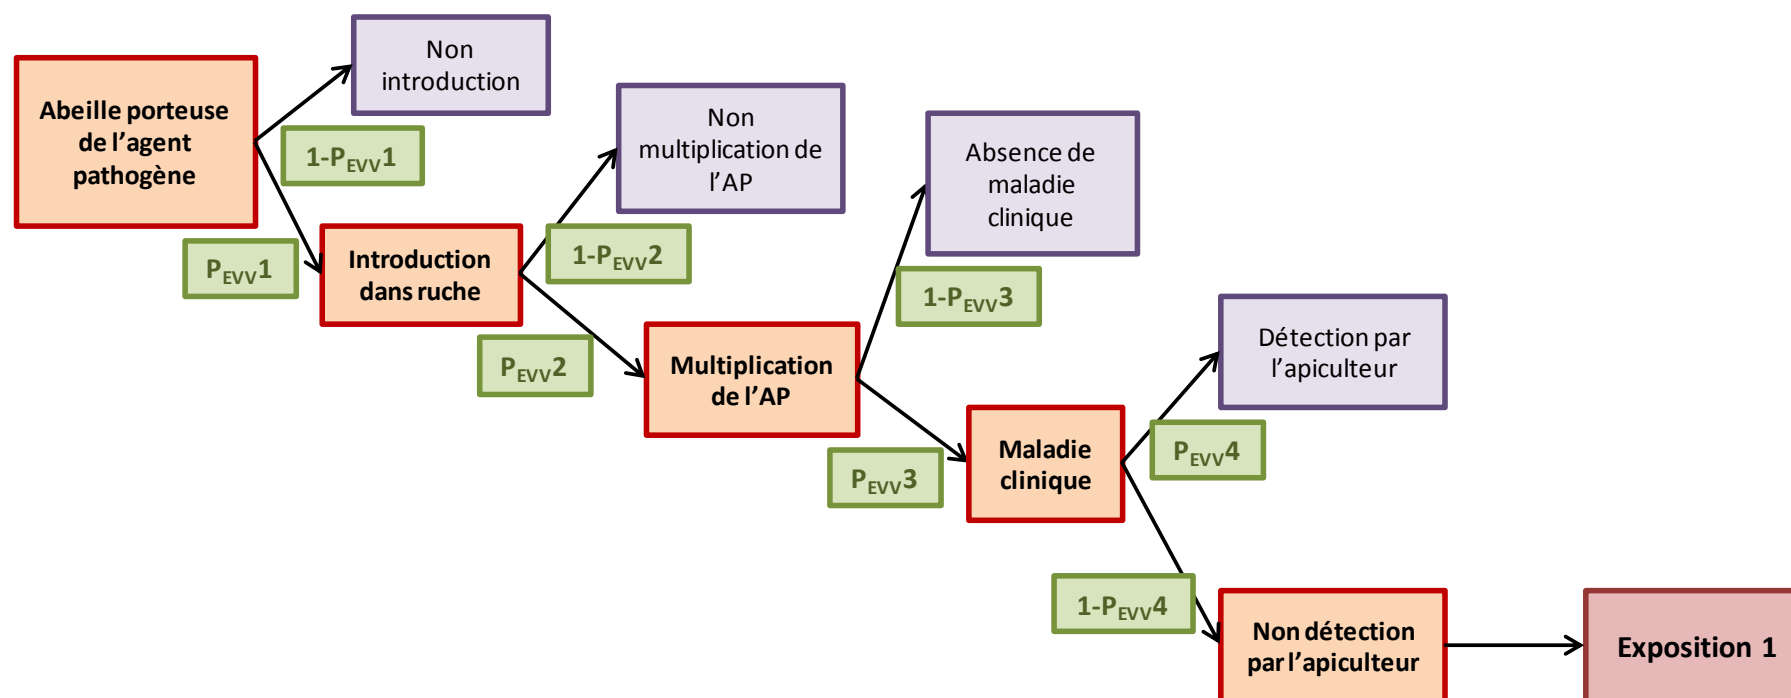 Abeille porteuse
de l'agent
pathogène
Non
introduction
1-PEVV1
PEVV1
Introduction
dans ruche
Non
multiplication de
l'AP
1-PEVV2
PEVV2
Multiplication
de l'AP
Absence de
maladie
clinique
1-PEVV3
PEVV3
Maladie
clinique
Détection par
l'apiculteur
PEVV4
1-PEVV4
Non détection
par l'apiculteur
Exposition 1